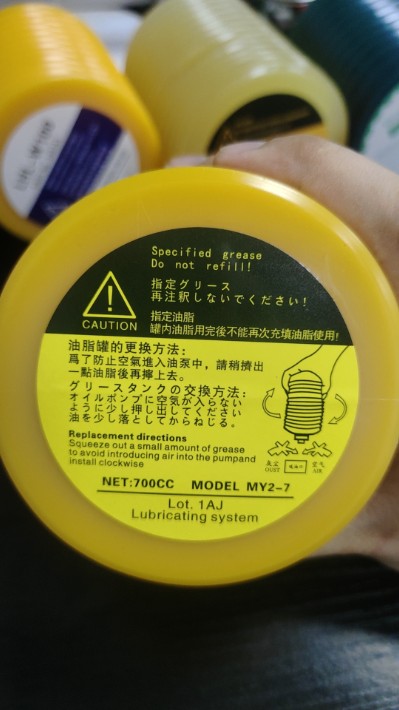 Specified grease
Do not refill!
指定グリース
再注釈しないでください!
指定油脂
罐内油脂用完後不能再次充填油脂使用!
CAUTION
油脂罐的更换方法:
爲了防止空氣進入油泵中，請稍擠出
一點油脂後再擰上去。
グリースタンクの交換方法:
オイルポンプに空気が入らない
ように少し押し出してください
油を少し落としてからねじる。
Replacement directions
Squeeze out a small amount of grease
to avoid introducing air into the pumpand
install clockwise
DUST
空气
AIR
NET:700CC MODEL MY2-7
Lot. 1AJ
Lubricating system